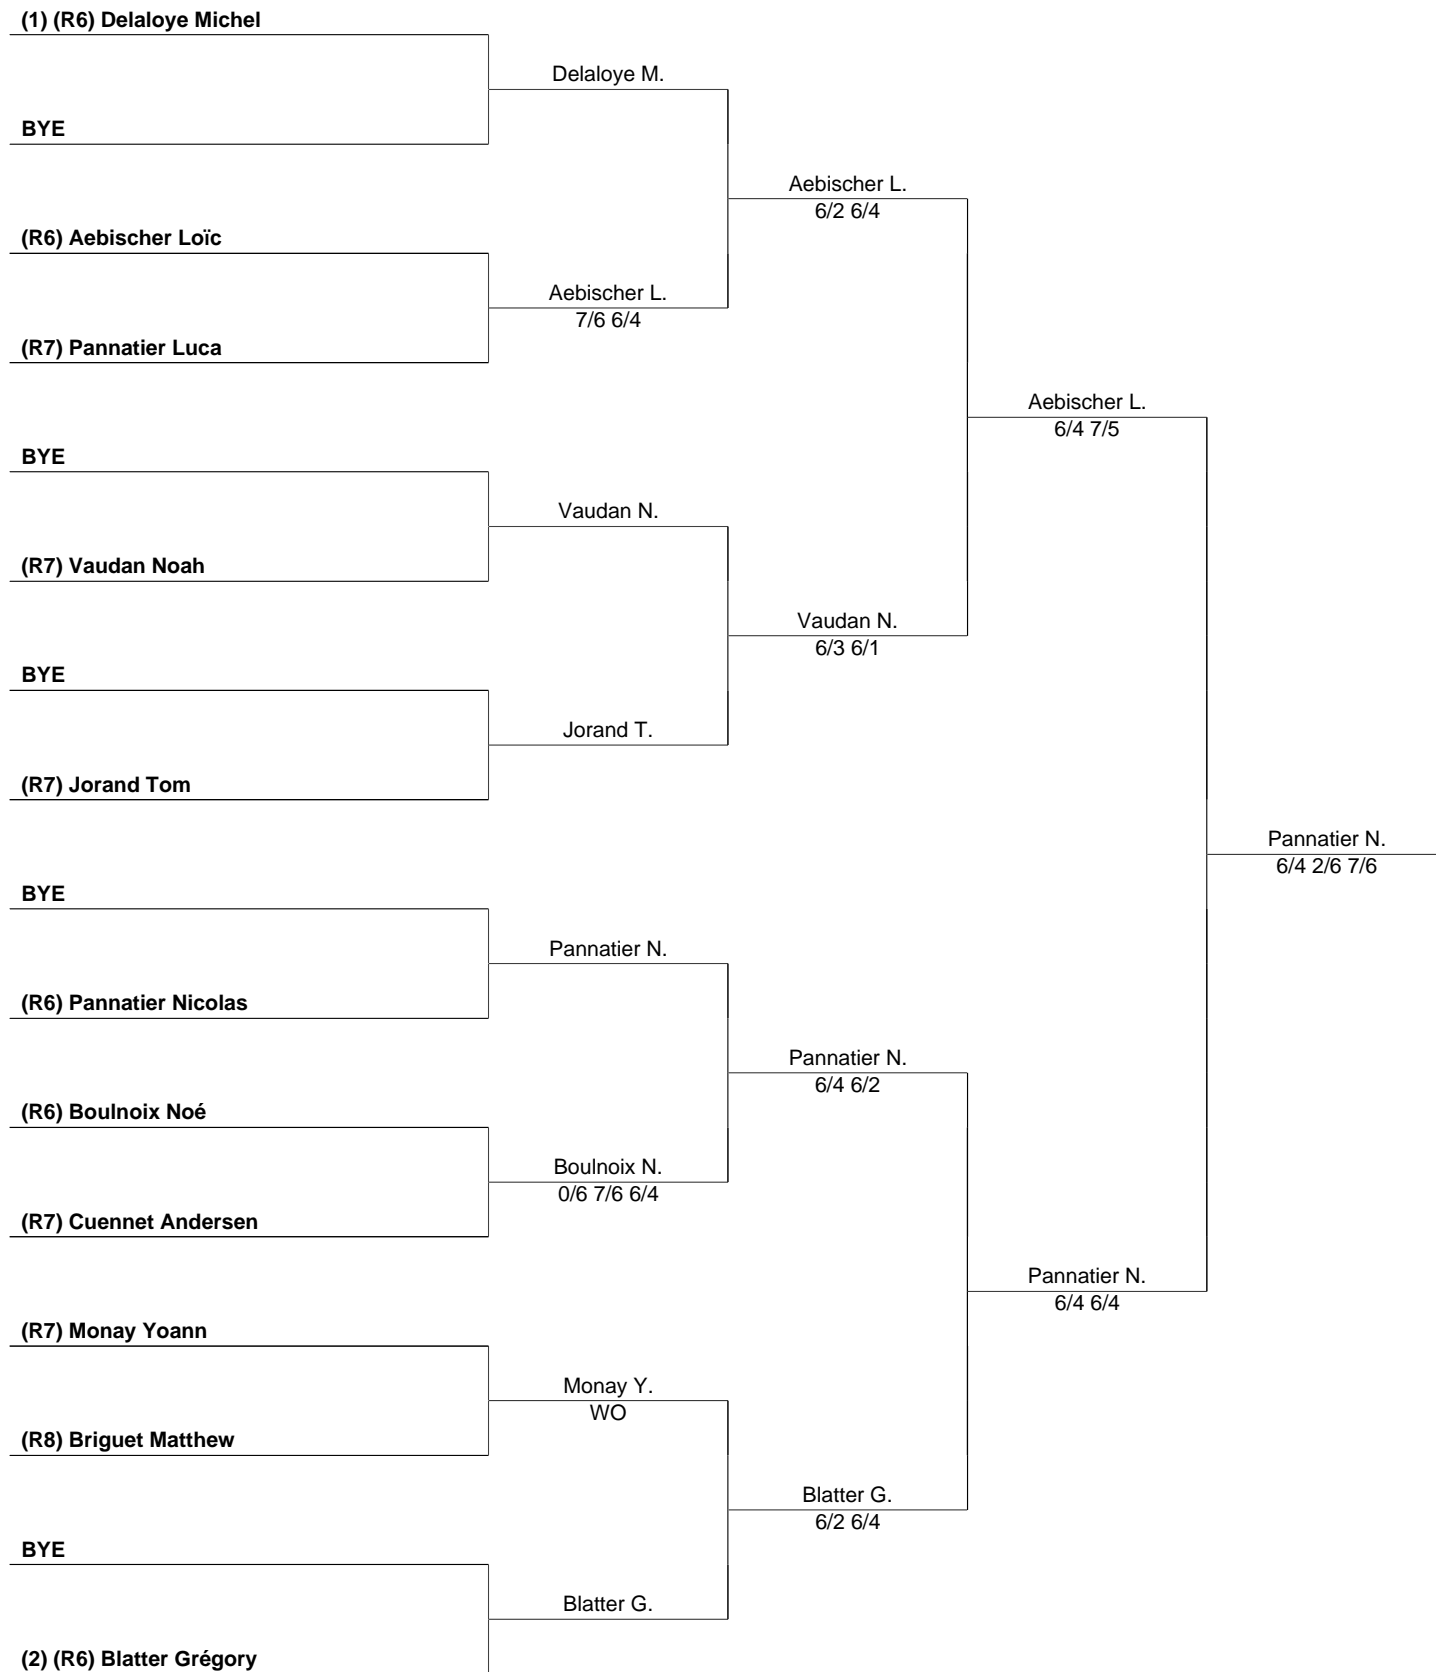 (1) (R6) Delaloye Michel
Delaloye M.
BYE
Aebischer L.
6/2 6/4
(R6) Aebischer Loïc
Aebischer L.
7/6 6/4
(R7) Pannatier Luca
Aebischer L.
6/4 7/5
BYE
Vaudan N.
(R7) Vaudan Noah
Vaudan N.
6/3 6/1
BYE
Jorand T.
(R7) Jorand Tom
Pannatier N.
6/4 2/6 7/6
BYE
Pannatier N.
(R6) Pannatier Nicolas
Pannatier N.
6/4 6/2
(R6) Boulnoix Noé
Boulnoix N.
0/6 7/6 6/4
(R7) Cuennet Andersen
Pannatier N.
6/4 6/4
(R7) Monay Yoann
Monay Y.
WO
(R8) Briguet Matthew
Blatter G.
6/2 6/4
BYE
Blatter G.
(2) (R6) Blatter Grégory